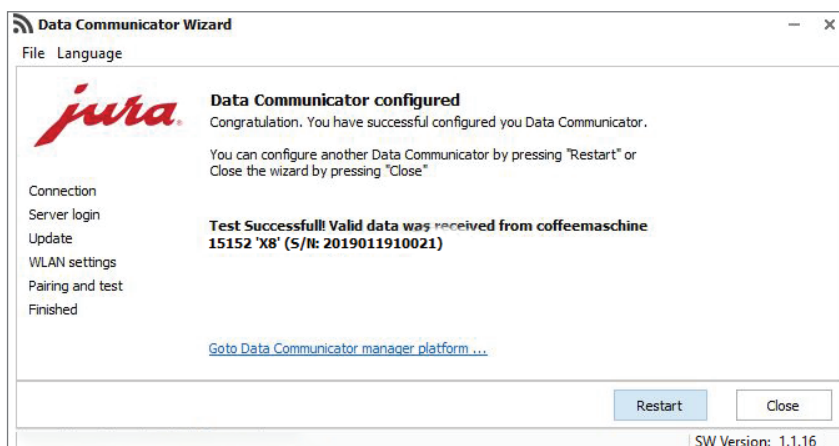 Data Communicator Wizard
File Language
jura
Data Communicator configured
Congratulation. You have successful configured you Data Communicator.
You can configure another Data Communicator by pressing "Restart" or
Close the wizard by pressing "Close"
Connection
Server login
Update
WLAN settings
Pairing and test
Finished
Test Successfull! Valid data was received from coffeemaschine
15152 'X8' (S/N: 2019011910021)
Goto Data Communicator manager platform ...
Restart
Close
SW Version: 1.1.16